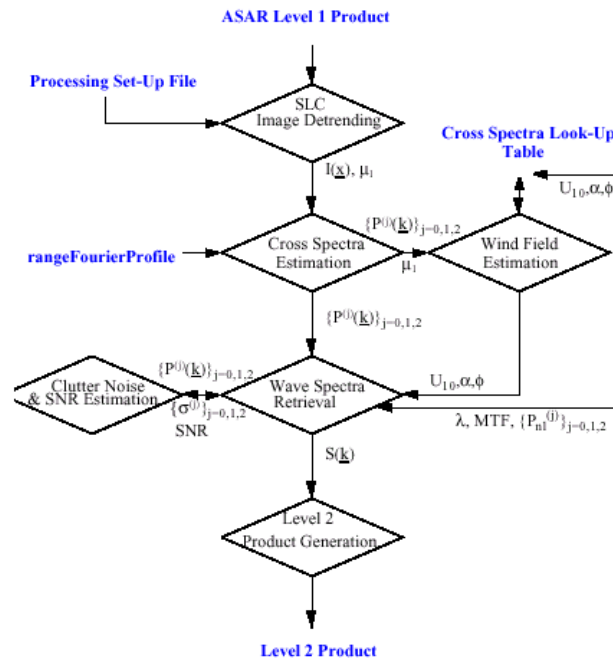 ASAR Level 1 Product
Processing Set-Up File
SLC
Image Detrending
Cross Spectra Look-Up
Table
I(x), μ₁
U₁₀,α,ϕ
{P⁽ʲ⁾(k)}ⱼ₌₀,₁,₂
rangeFourierProfile
Cross Spectra
Estimation
μ₁
Wind Field
Estimation
{P⁽ʲ⁾(k)}ⱼ₌₀,₁,₂
Clutter Noise
& SNR Estimation
{P⁽ʲ⁾(k)}ⱼ₌₀,₁,₂
{σ⁽ʲ⁾}ⱼ₌₀,₁,₂
SNR
Wave Spectra
Retrieval
U₁₀,α,ϕ
λ, MTF, {Pₙₗ⁽ʲ⁾}ⱼ₌₀,₁,₂
S(k)
Level 2
Product Generation
Level 2 Product